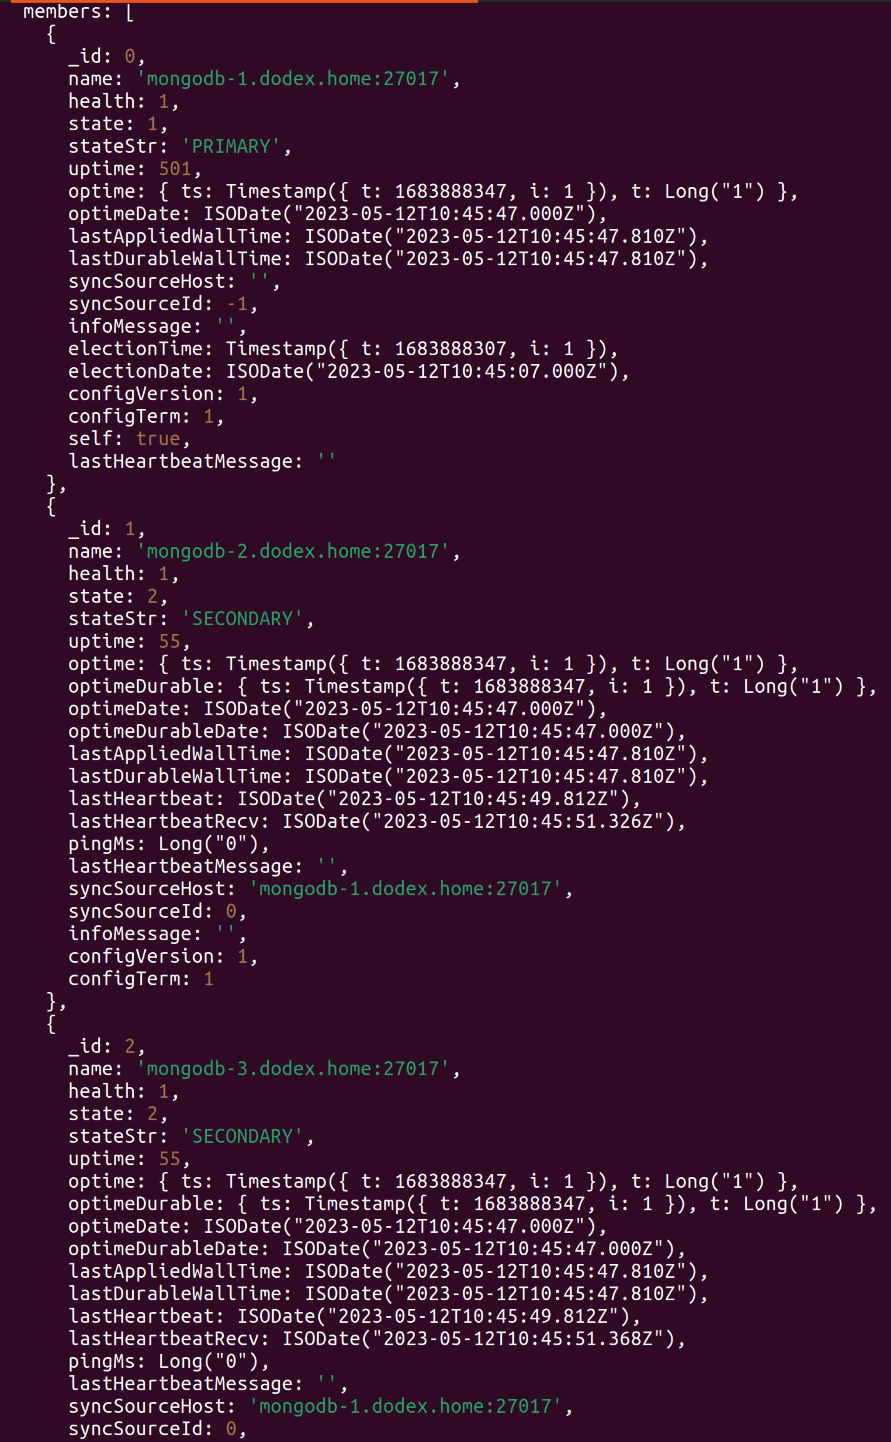 members: [
{
_id: 0,
name: 'mongodb-1.dodex.home:27017',
health: 1,
state: 1,
stateStr: 'PRIMARY',
uptime: 501,
optime: { ts: Timestamp({ t: 1683888347, i: 1 }), t: Long("1") },
optimeDate: ISODate("2023-05-12T10:45:47.000Z"),
lastAppliedWallTime: ISODate("2023-05-12T10:45:47.810Z"),
lastDurableWallTime: ISODate("2023-05-12T10:45:47.810Z"),
syncSourceHost: '',
syncSourceId: -1,
infoMessage: '',
electionTime: Timestamp({ t: 1683888307, i: 1 }),
electionDate: ISODate("2023-05-12T10:45:07.000Z"),
configVersion: 1,
configTerm: 1,
self: true,
lastHeartbeatMessage: ''
},
{
_id: 1,
name: 'mongodb-2.dodex.home:27017',
health: 1,
state: 2,
stateStr: 'SECONDARY',
uptime: 55,
optime: { ts: Timestamp({ t: 1683888347, i: 1 }), t: Long("1") },
optimeDurable: { ts: Timestamp({ t: 1683888347, i: 1 }), t: Long("1") },
optimeDate: ISODate("2023-05-12T10:45:47.000Z"),
optimeDurableDate: ISODate("2023-05-12T10:45:47.000Z"),
lastAppliedWallTime: ISODate("2023-05-12T10:45:47.810Z"),
lastDurableWallTime: ISODate("2023-05-12T10:45:47.810Z"),
lastHeartbeat: ISODate("2023-05-12T10:45:49.812Z"),
lastHeartbeatRecv: ISODate("2023-05-12T10:45:51.326Z"),
pingMs: Long("0"),
lastHeartbeatMessage: '',
syncSourceHost: 'mongodb-1.dodex.home:27017',
syncSourceId: 0,
infoMessage: '',
configVersion: 1,
configTerm: 1
},
{
_id: 2,
name: 'mongodb-3.dodex.home:27017',
health: 1,
state: 2,
stateStr: 'SECONDARY',
uptime: 55,
optime: { ts: Timestamp({ t: 1683888347, i: 1 }), t: Long("1") },
optimeDurable: { ts: Timestamp({ t: 1683888347, i: 1 }), t: Long("1") },
optimeDate: ISODate("2023-05-12T10:45:47.000Z"),
optimeDurableDate: ISODate("2023-05-12T10:45:47.000Z"),
lastAppliedWallTime: ISODate("2023-05-12T10:45:47.810Z"),
lastDurableWallTime: ISODate("2023-05-12T10:45:47.810Z"),
lastHeartbeat: ISODate("2023-05-12T10:45:49.812Z"),
lastHeartbeatRecv: ISODate("2023-05-12T10:45:51.368Z"),
pingMs: Long("0"),
lastHeartbeatMessage: '',
syncSourceHost: 'mongodb-1.dodex.home:27017',
syncSourceId: 0,